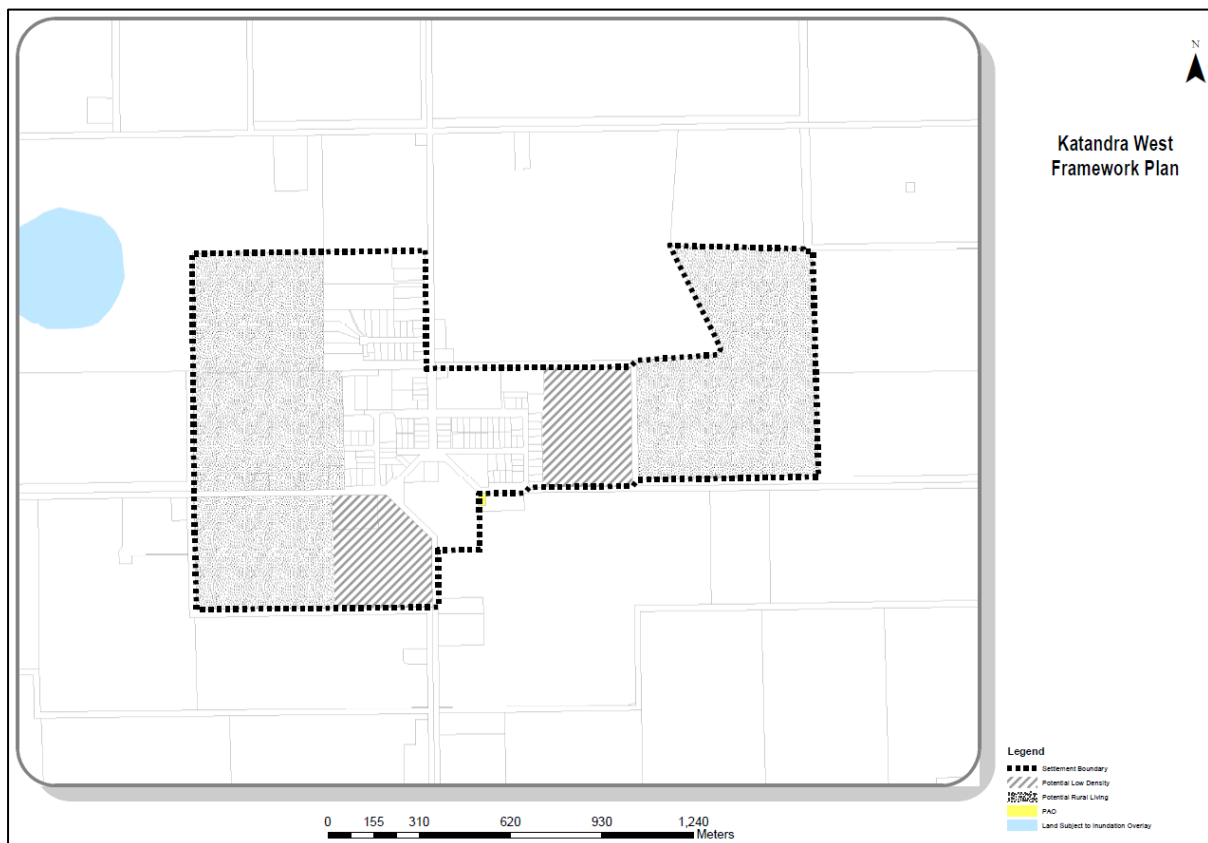 N
Katandra West
Framework Plan
Legend
Settlement Boundary
Potential Low Density
Potential Rural Living
PAO
Land Subject to Inundation Overlay
0 155 310 620 930 1,240
Meters